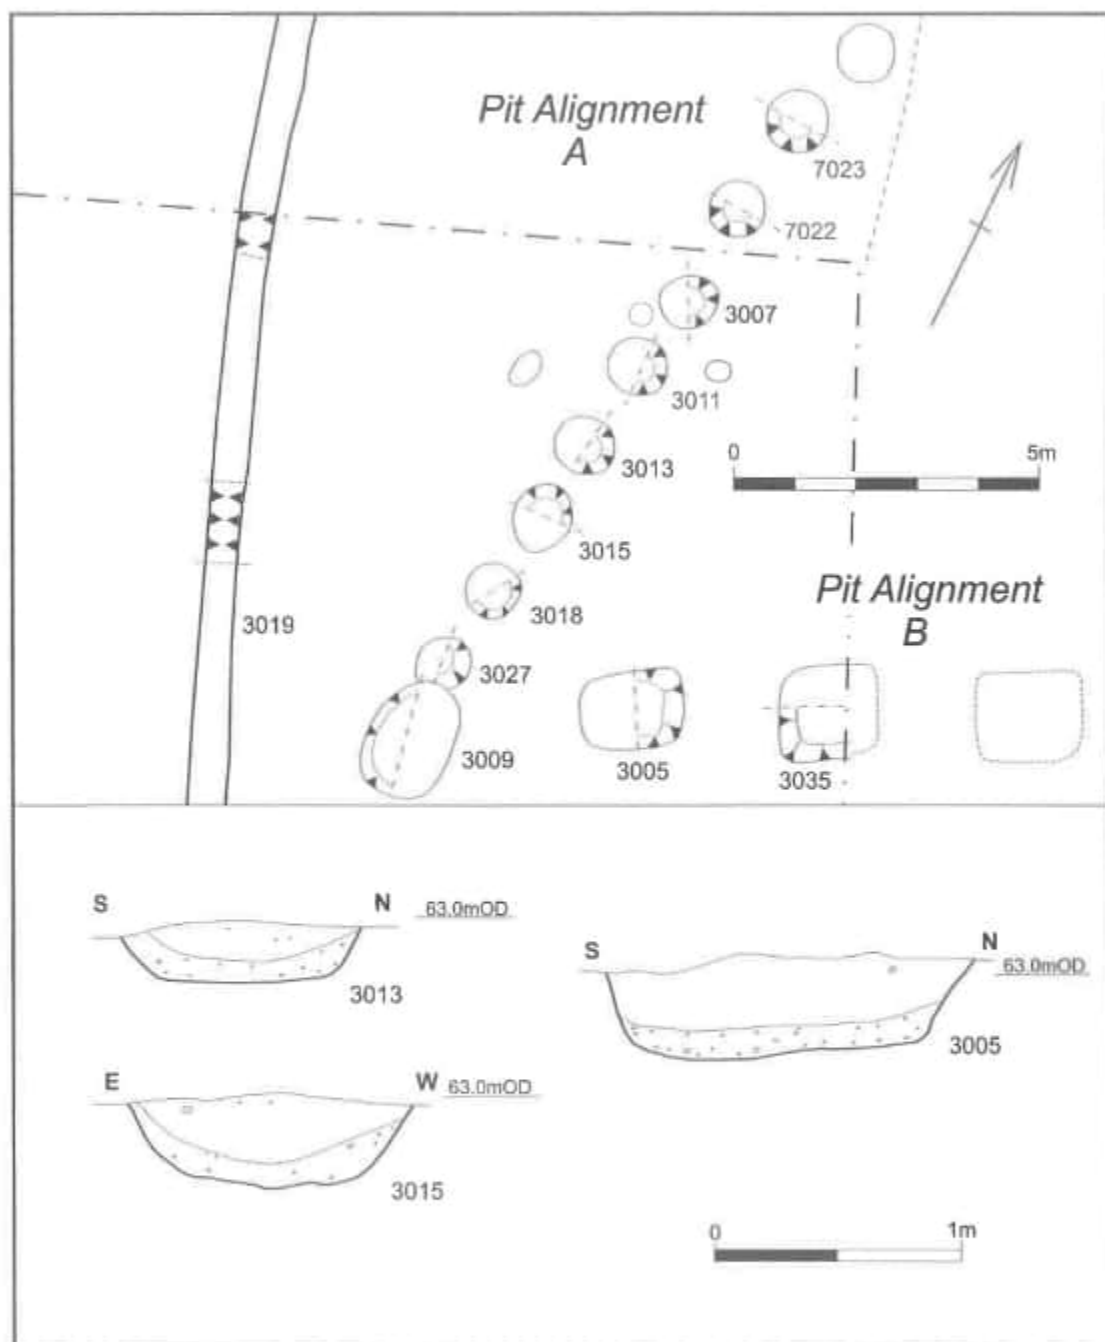 Pit Alignment
A
7023
7022
3007
3011
0 5m
3013
3015
Pit Alignment
B
3018
3019
3027
3009
3005
3035
S N 63.0mOD
3013
S N
63.0mOD
3005
E W 63.0mOD
3015
0 1m